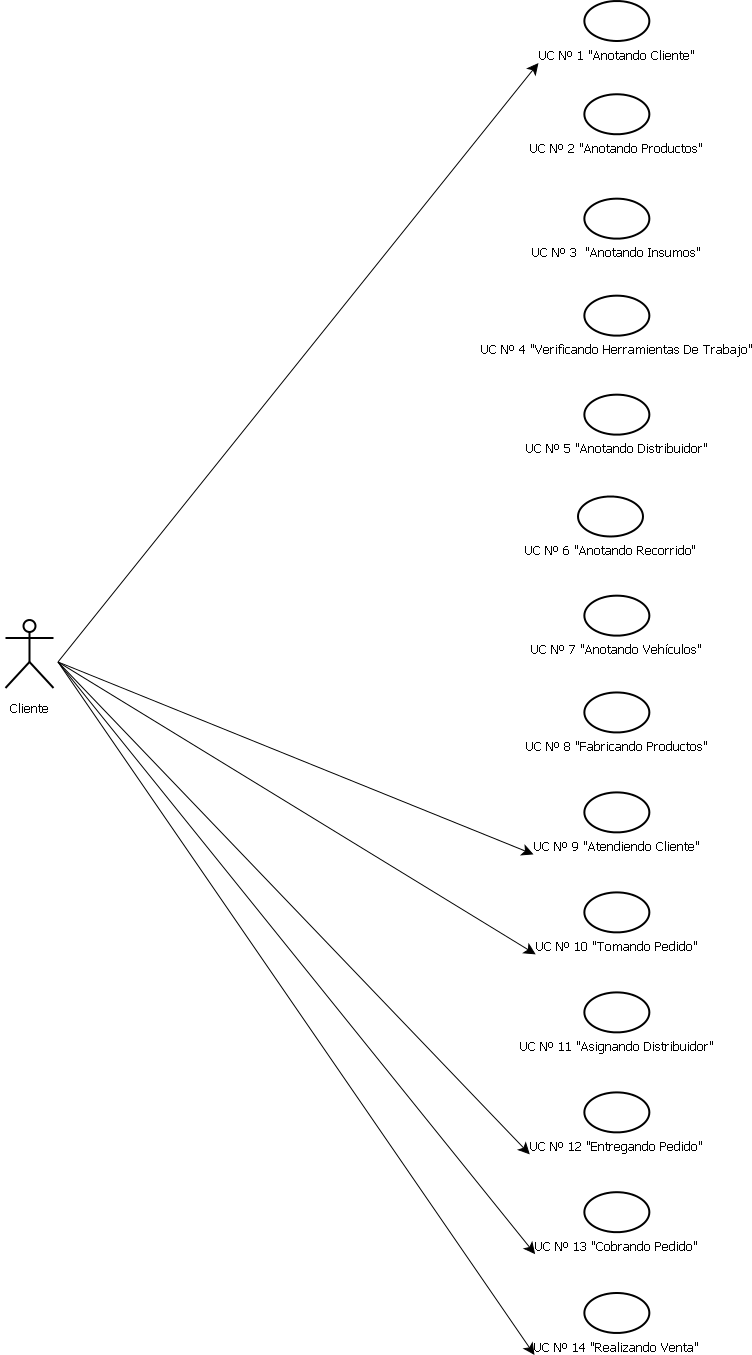 UC Nº 1 "Anotando Cliente"
UC Nº 2 "Anotando Productos"
UC Nº 3  "Anotando Insumos"
UC Nº 4 "Verificando Herramientas De Trabajo"
UC Nº 5 "Anotando Distribuidor"
UC Nº 6 "Anotando Recorrido"
UC Nº 7 "Anotando Vehículos"
Cliente
UC Nº 8 "Fabricando Productos"
UC Nº 9 "Atendiendo Cliente"
UC Nº 10 "Tomando Pedido"
UC Nº 11 "Asignando Distribuidor"
UC Nº 12 "Entregando Pedido"
UC Nº 13 "Cobrando Pedido"
UC Nº 14 "Realizando Venta"